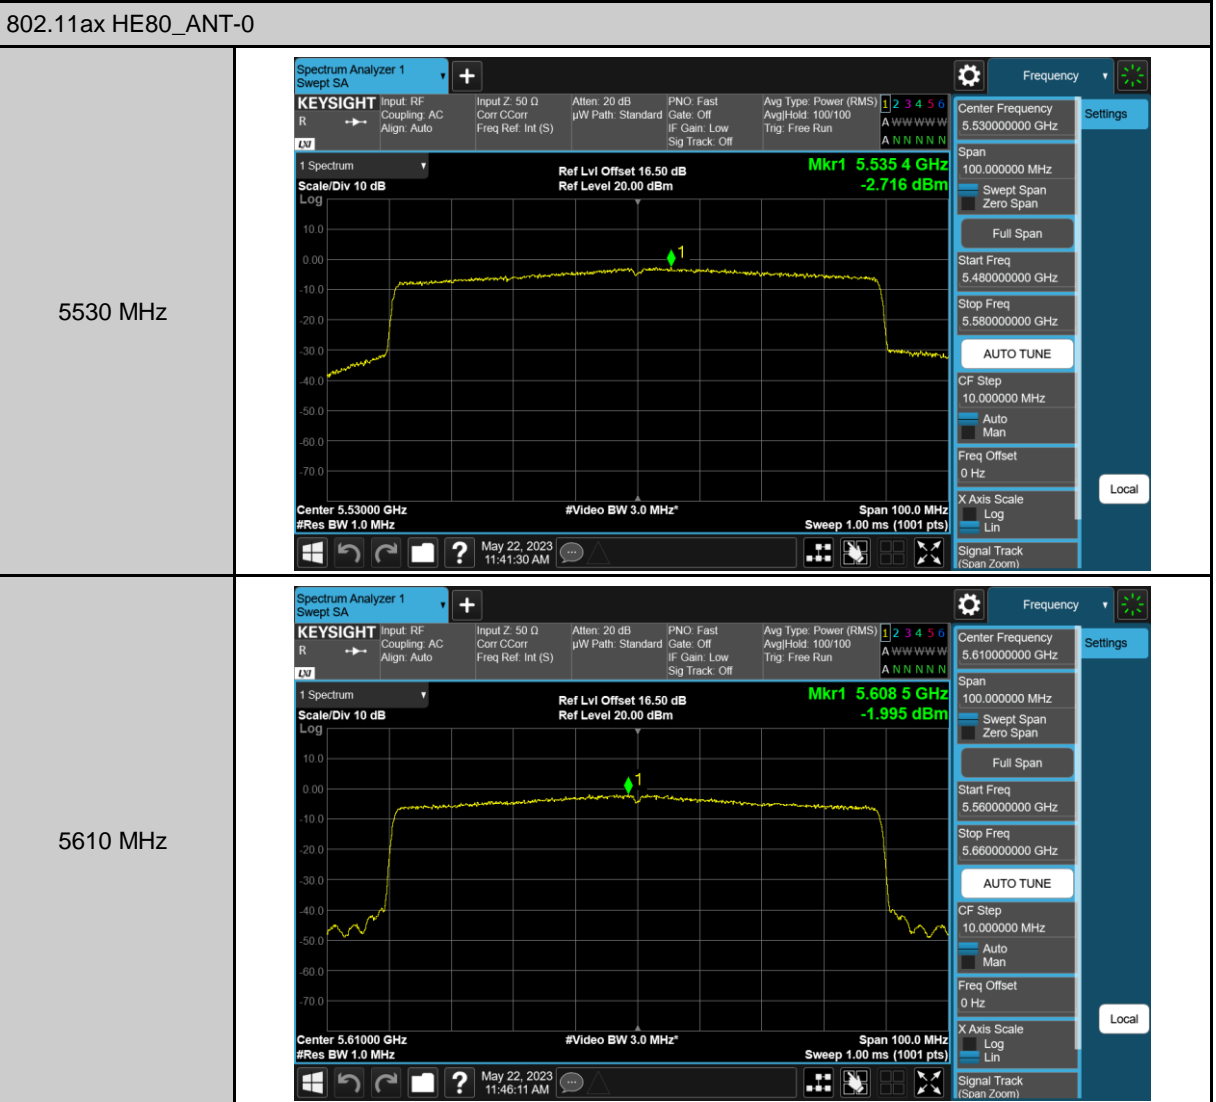 802.11ax HE80_ANT-0
5530 MHz
Spectrum Analyzer 1
Swept SA
Frequency
KEYSIGHT
R
LXI
Input: RF
Coupling: AC
Align: Auto
Input Z: 50 Ω
Corr CCorr
Freq Ref: Int (S)
Atten: 20 dB
µW Path: Standard
PNO: Fast
Gate: Off
IF Gain: Low
Sig Track: Off
Avg Type: Power (RMS)
Avg|Hold: 100/100
Trig: Free Run
1 2 3 4 5 6
A W W W W W
A N N N N N
1 Spectrum
Scale/Div 10 dB
Log
Ref Lvl Offset 16.50 dB
Ref Level 20.00 dBm
Mkr1 5.535 4 GHz
-2.716 dBm
10.0
0.00
-10.0
-20.0
-30.0
-40.0
-50.0
-60.0
-70.0
1
Center 5.53000 GHz
#Res BW 1.0 MHz
#Video BW 3.0 MHz*
Span 100.0 MHz
Sweep 1.00 ms (1001 pts)
May 22, 2023
11:41:30 AM
Center Frequency
5.530000000 GHz
Span
100.000000 MHz
Swept Span
Zero Span
Full Span
Start Freq
5.480000000 GHz
Stop Freq
5.580000000 GHz
AUTO TUNE
CF Step
10.000000 MHz
Auto
Man
Freq Offset
0 Hz
X Axis Scale
Log
Lin
Signal Track
(Span Zoom)
Settings
Local
5610 MHz
Spectrum Analyzer 1
Swept SA
Frequency
KEYSIGHT
R
LXI
Input: RF
Coupling: AC
Align: Auto
Input Z: 50 Ω
Corr CCorr
Freq Ref: Int (S)
Atten: 20 dB
µW Path: Standard
PNO: Fast
Gate: Off
IF Gain: Low
Sig Track: Off
Avg Type: Power (RMS)
Avg|Hold: 100/100
Trig: Free Run
1 2 3 4 5 6
A W W W W W
A N N N N N
1 Spectrum
Scale/Div 10 dB
Log
Ref Lvl Offset 16.50 dB
Ref Level 20.00 dBm
Mkr1 5.608 5 GHz
-1.995 dBm
10.0
0.00
-10.0
-20.0
-30.0
-40.0
-50.0
-60.0
-70.0
1
Center 5.61000 GHz
#Res BW 1.0 MHz
#Video BW 3.0 MHz*
Span 100.0 MHz
Sweep 1.00 ms (1001 pts)
May 22, 2023
11:46:11 AM
Center Frequency
5.610000000 GHz
Span
100.000000 MHz
Swept Span
Zero Span
Full Span
Start Freq
5.560000000 GHz
Stop Freq
5.660000000 GHz
AUTO TUNE
CF Step
10.000000 MHz
Auto
Man
Freq Offset
0 Hz
X Axis Scale
Log
Lin
Signal Track
(Span Zoom)
Settings
Local